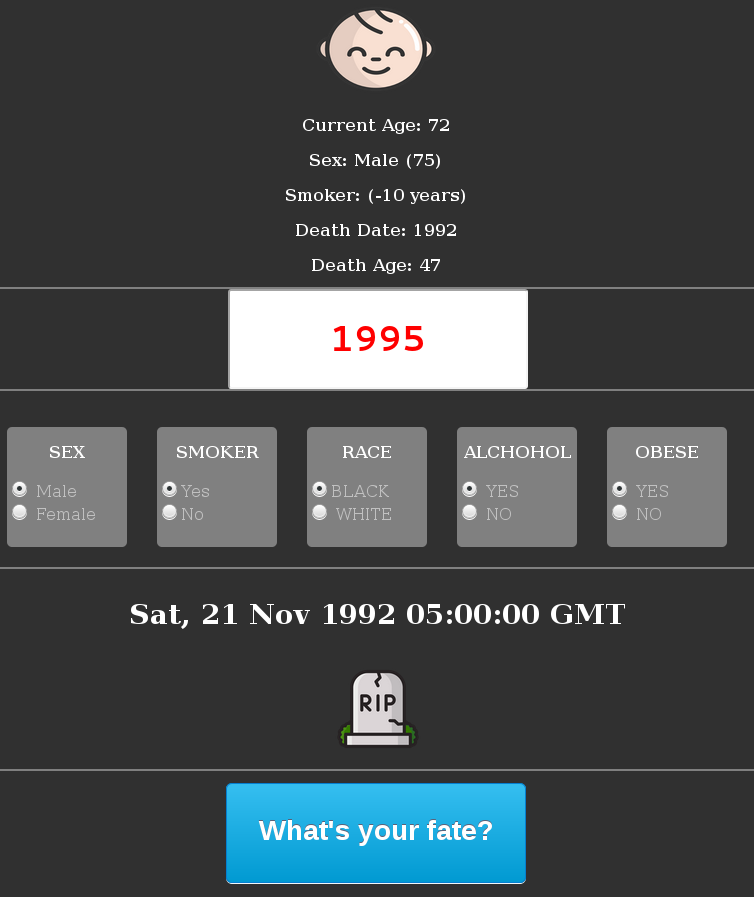 Current Age: 72
Sex: Male (75)
Smoker: (-10 years)
Death Date: 1992
Death Age: 47
1995
SEX
Male
Female
SMOKER
Yes
No
RACE
BLACK
WHITE
ALCHOHOL
YES
NO
OBESE
YES
NO
Sat, 21 Nov 1992 05:00:00 GMT
RIP
What's your fate?